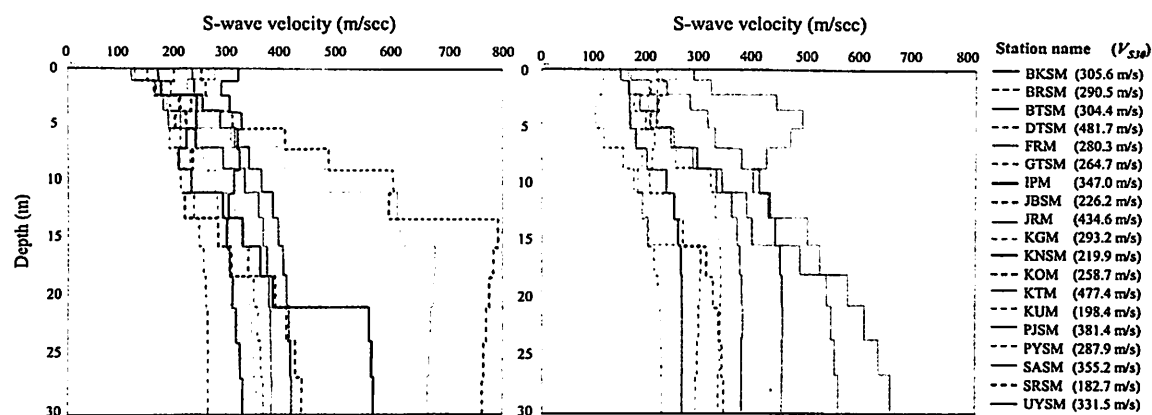 S-wave velocity (m/scc)
S-wave velocity (m/scc)
0 100 200 300 400 500 600 700 800
0 100 200 300 400 500 600 700 800
Station name (V_S30)
Depth (m)
0
5
10
15
20
25
30
0
5
10
15
20
25
30
BKSM (305.6 m/s)
BRSM (290.5 m/s)
BTSM (304.4 m/s)
DTSM (481.7 m/s)
FRM (280.3 m/s)
GTSM (264.7 m/s)
IPM (347.0 m/s)
JBSM (226.2 m/s)
JRM (434.6 m/s)
KGM (293.2 m/s)
KNSM (219.9 m/s)
KOM (258.7 m/s)
KTM (477.4 m/s)
KUM (198.4 m/s)
PJSM (381.4 m/s)
PYSM (287.9 m/s)
SASM (355.2 m/s)
SRSM (182.7 m/s)
UYSM (331.5 m/s)